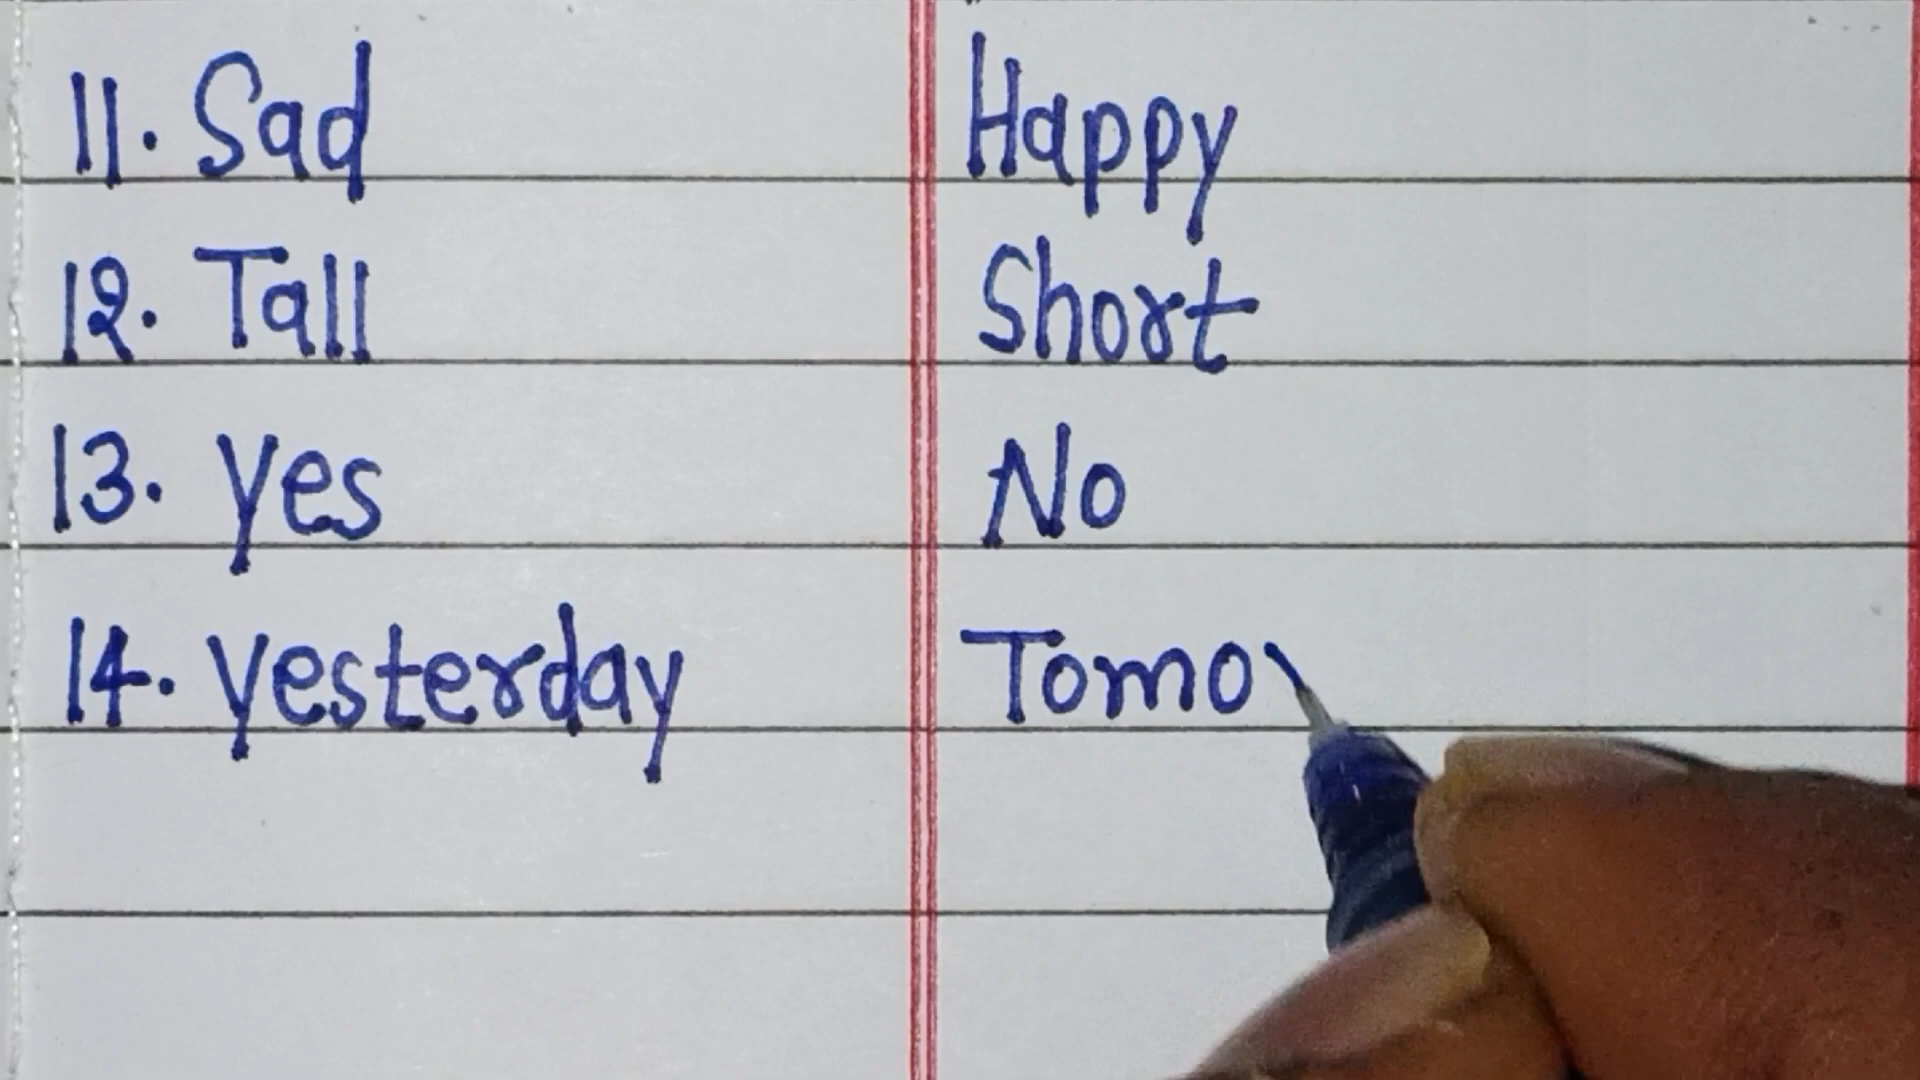 11. Sad Happy
12. Tall Short
13. yes No
14. yesterday Tomo